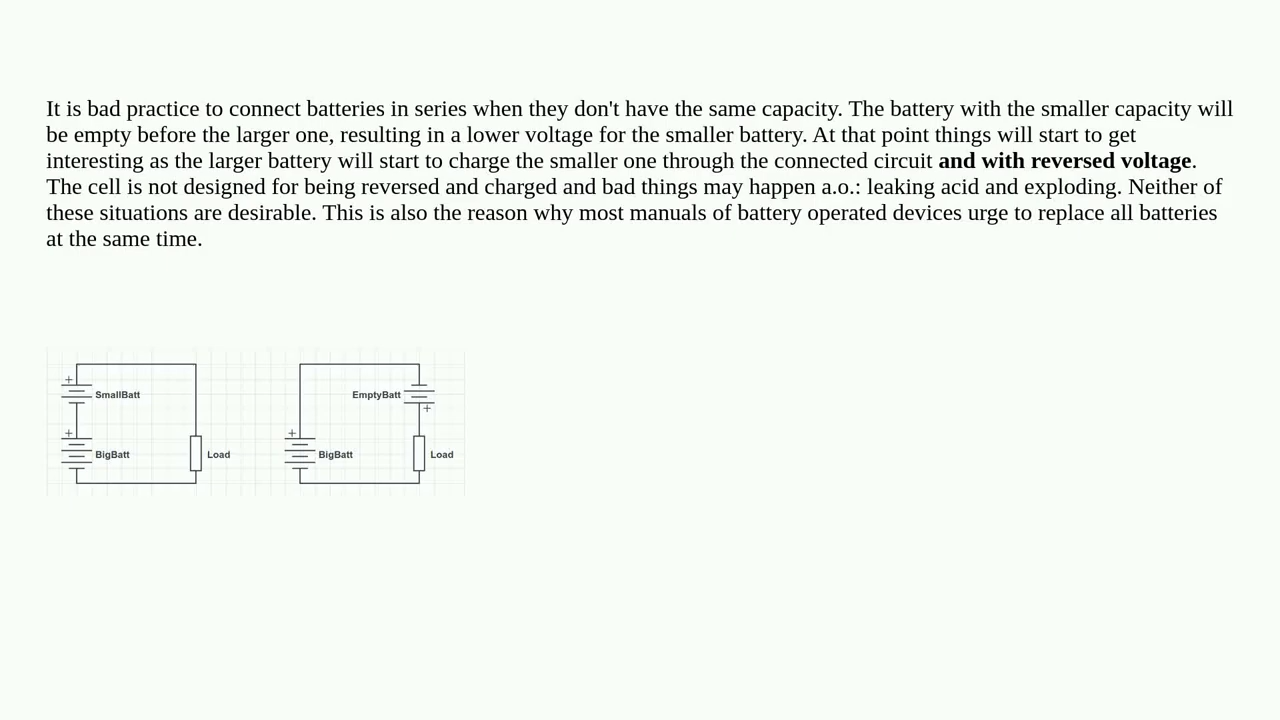 It is bad practice to connect batteries in series when they don't have the same capacity. The battery with the smaller capacity will
be empty before the larger one, resulting in a lower voltage for the smaller battery. At that point things will start to get
interesting as the larger battery will start to charge the smaller one through the connected circuit and with reversed voltage.
The cell is not designed for being reversed and charged and bad things may happen a.o.: leaking acid and exploding. Neither of
these situations are desirable. This is also the reason why most manuals of battery operated devices urge to replace all batteries
at the same time.
+
SmallBatt
+
BigBatt
Load
EmptyBatt
+
+
BigBatt
Load